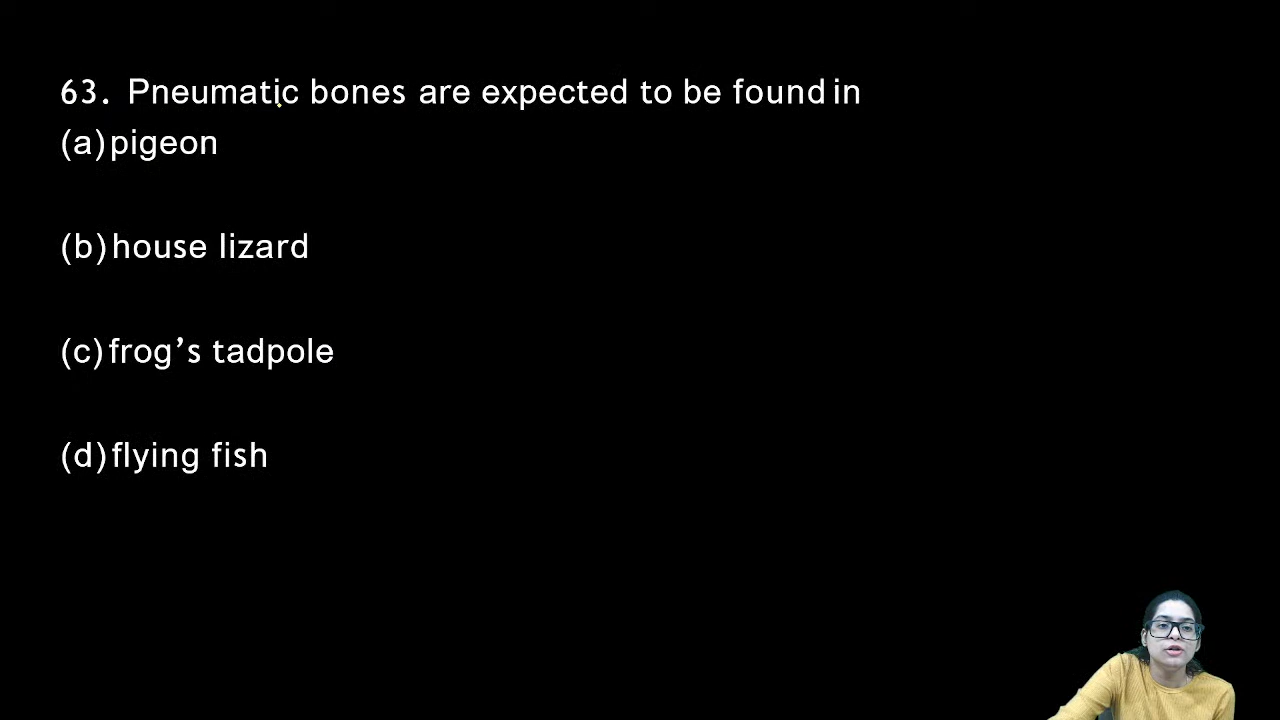 63. Pneumatic bones are expected to be found in
(a)pigeon
(b)house lizard
(c)frog’s tadpole
(d)flying fish